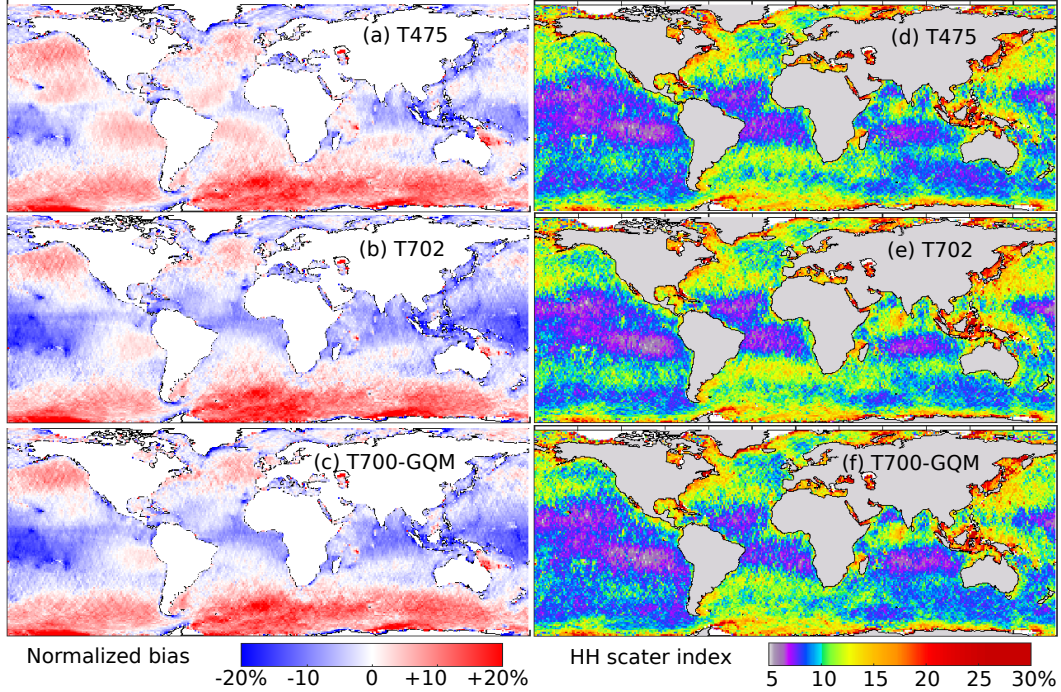 (a) T475
(d) T475
(b) T702
(e) T702
(c) T700-GQM
(f) T700-GQM
Normalized bias
-20% -10 0 +10 +20%
HH scater index
5 10 15 20 25 30%